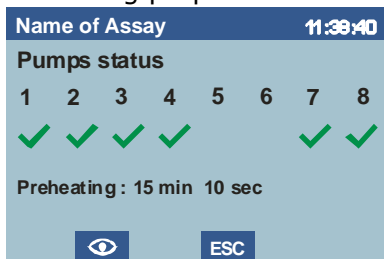 Name of Assay 11:38:40
Pumps status
1 2 3 4 5 6 7 8
Preheating: 15 min 10 sec
ESC